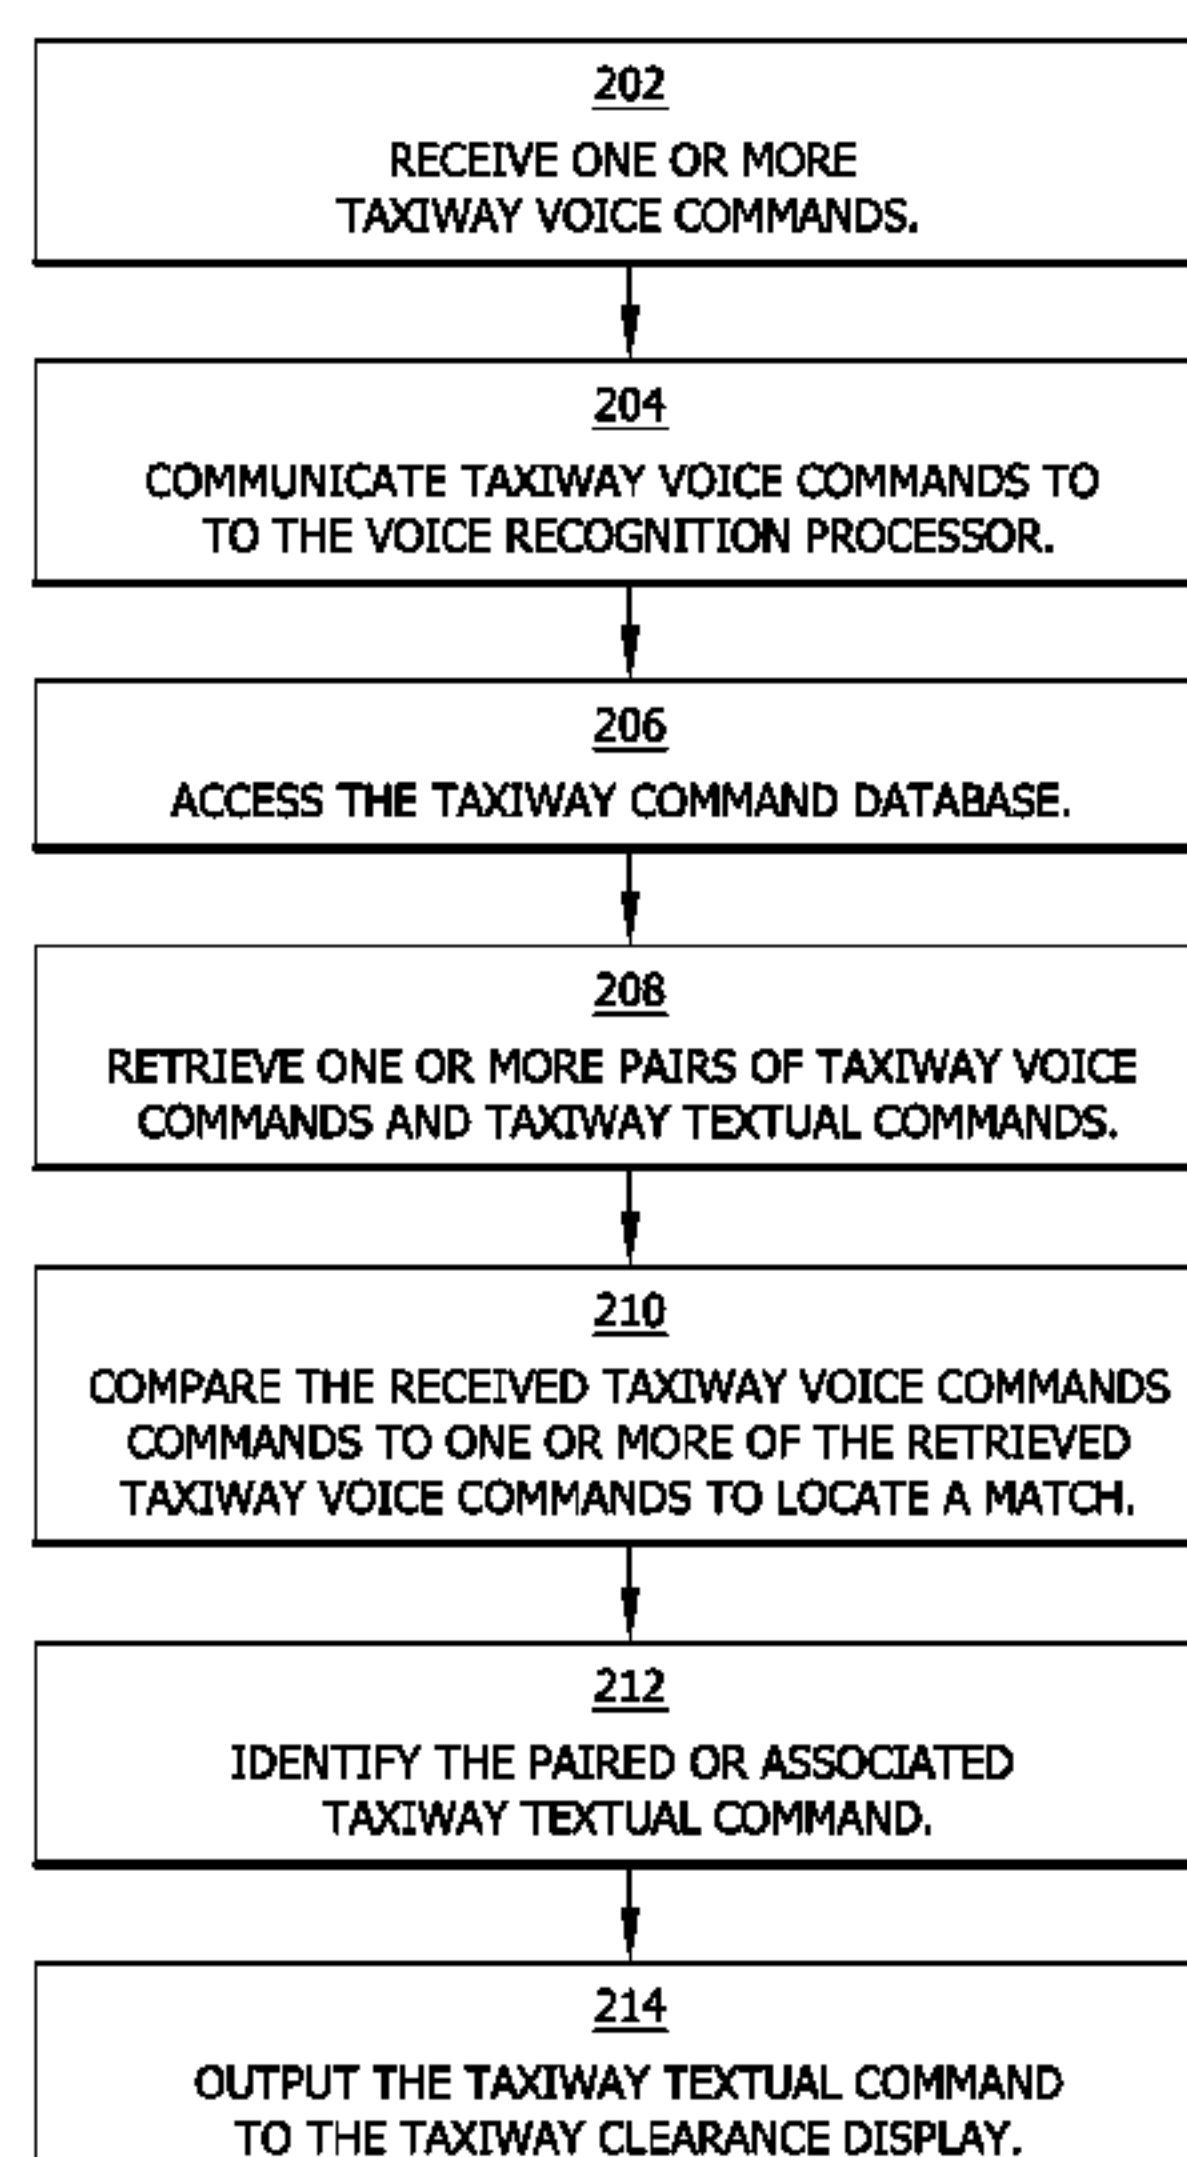 202
RECEIVE ONE OR MORE
TAXIWAY VOICE COMMANDS.
204
COMMUNICATE TAXIWAY VOICE COMMANDS TO
TO THE VOICE RECOGNITION PROCESSOR.
206
ACCESS THE TAXIWAY COMMAND DATABASE.
208
RETRIEVE ONE OR MORE PAIRS OF TAXIWAY VOICE
COMMANDS AND TAXIWAY TEXTUAL COMMANDS.
210
COMPARE THE RECEIVED TAXIWAY VOICE COMMANDS
COMMANDS TO ONE OR MORE OF THE RETRIEVED
TAXIWAY VOICE COMMANDS TO LOCATE A MATCH.
212
IDENTIFY THE PAIRED OR ASSOCIATED
TAXIWAY TEXTUAL COMMAND.
214
OUTPUT THE TAXIWAY TEXTUAL COMMAND
TO THE TAXIWAY CLEARANCE DISPLAY.